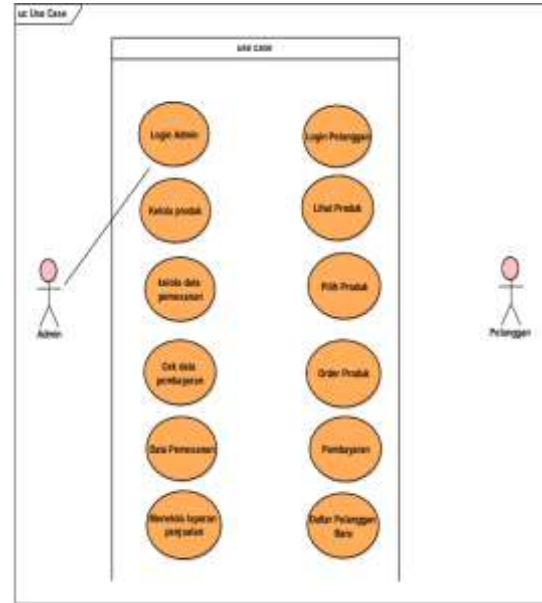 uc Use Case
use case
Login Admin
Login Pelanggan
Kelola produk
Lihat Produk
kelola data
pemesanan
Pilih Produk
Admin
Pelanggan
Cek data
pembayaran
Order Produk
Data Pemesanan
Pembayaran
laporan
penjualan
Daftar Pelanggan
Baru